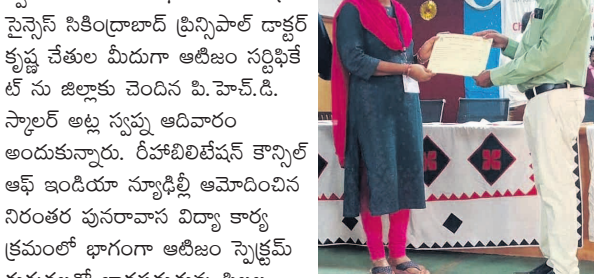 సైన్సెస్ సికింద్రాబాద్ ప్రిన్సిపాల్ డాక్టర్
కృష్ణ చేతుల మీదుగా ఆటిజం సర్టిఫికే
ట్ ను జిల్లాకు చెందిన పి.హెచ్.డి.
స్కాలర్ అట్ల స్వప్న ఆదివారం
అందుకున్నారు. రీహాబిలిటేషన్ కౌన్సిల్
ఆఫ్ ఇండియా న్యూఢిల్లీ ఆమోదించిన
నిరంతర పునరావాస విద్యా కార్య
క్రమంలో భాగంగా ఆటిజం స్పెక్ట్రమ్